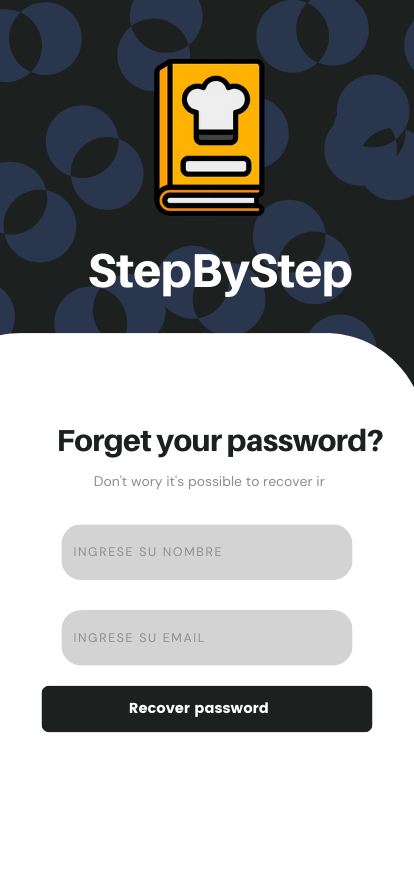 StepByStep
Forget your password?
Don't wory it's possible to recover ir
INGRESE SU NOMBRE
INGRESE SU EMAIL
Recover password